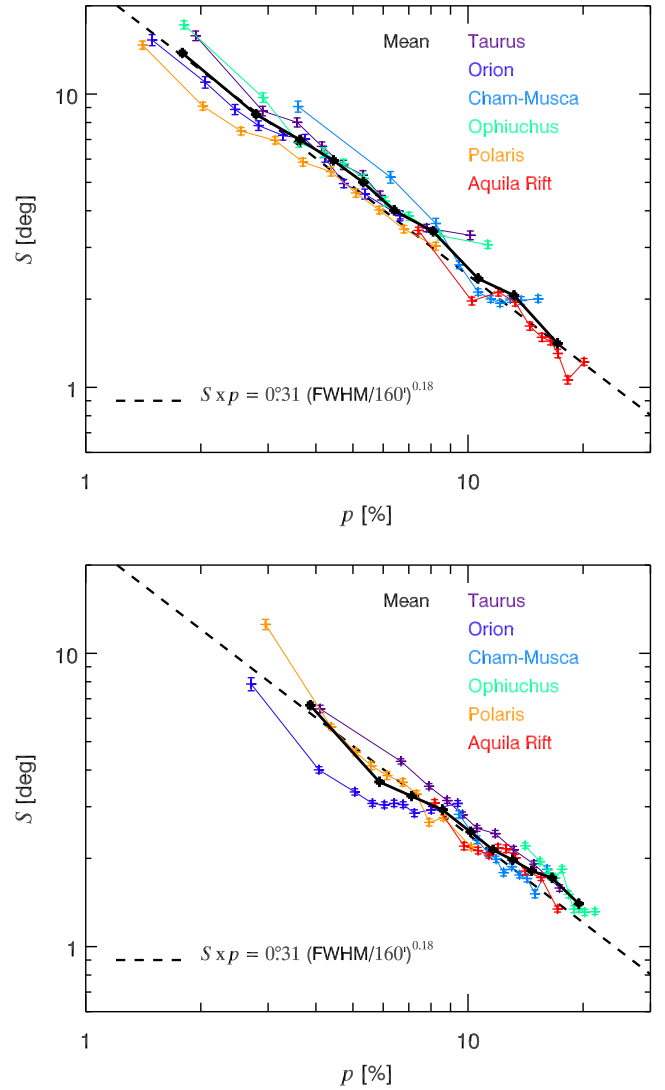 Mean Taurus
Orion
Cham-Musca
Ophiuchus
Polaris
Aquila Rift
10
S [deg]
1
S x p = 0.°31 (FWHM/160')^0.18
1 10
p [%]
Mean Taurus
Orion
Cham-Musca
Ophiuchus
Polaris
Aquila Rift
10
S [deg]
1
S x p = 0.°31 (FWHM/160')^0.18
1 10
p [%]